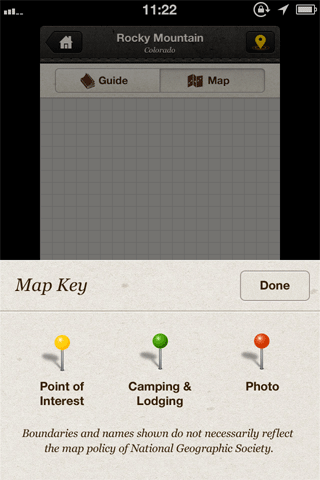 11:22
Rocky Mountain
Colorado
Guide
Map
Map Key
Done
Point of
Interest
Camping &
Lodging
Photo
Boundaries and names shown do not necessarily reflect
the map policy of National Geographic Society.